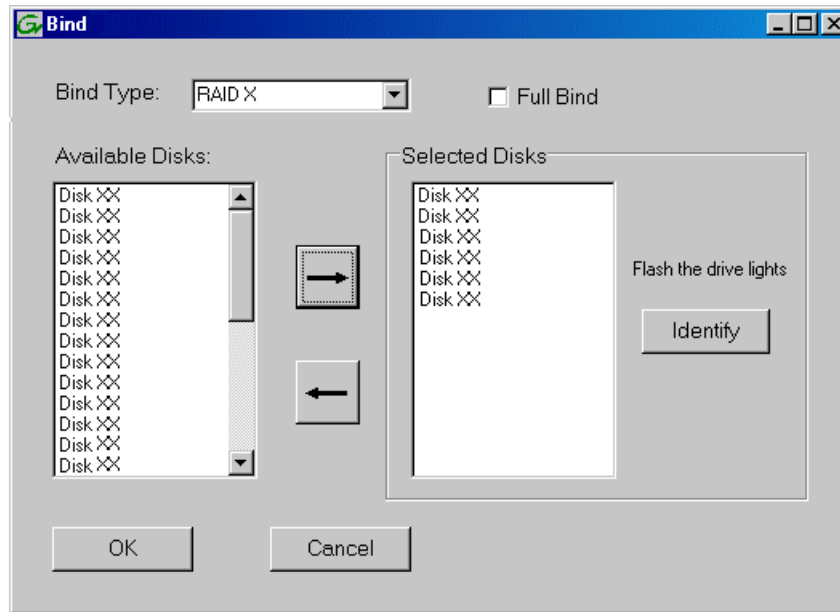 Bind
Bind Type:
RAID X
Full Bind
Available Disks:
Disk XX
Disk XX
Disk XX
Disk XX
Disk XX
Disk XX
Disk XX
Disk XX
Disk XX
Disk XX
Disk XX
Disk XX
Disk XX
Disk XX
Selected Disks
Disk XX
Disk XX
Disk XX
Disk XX
Disk XX
Disk XX
Flash the drive lights
Identify
OK
Cancel